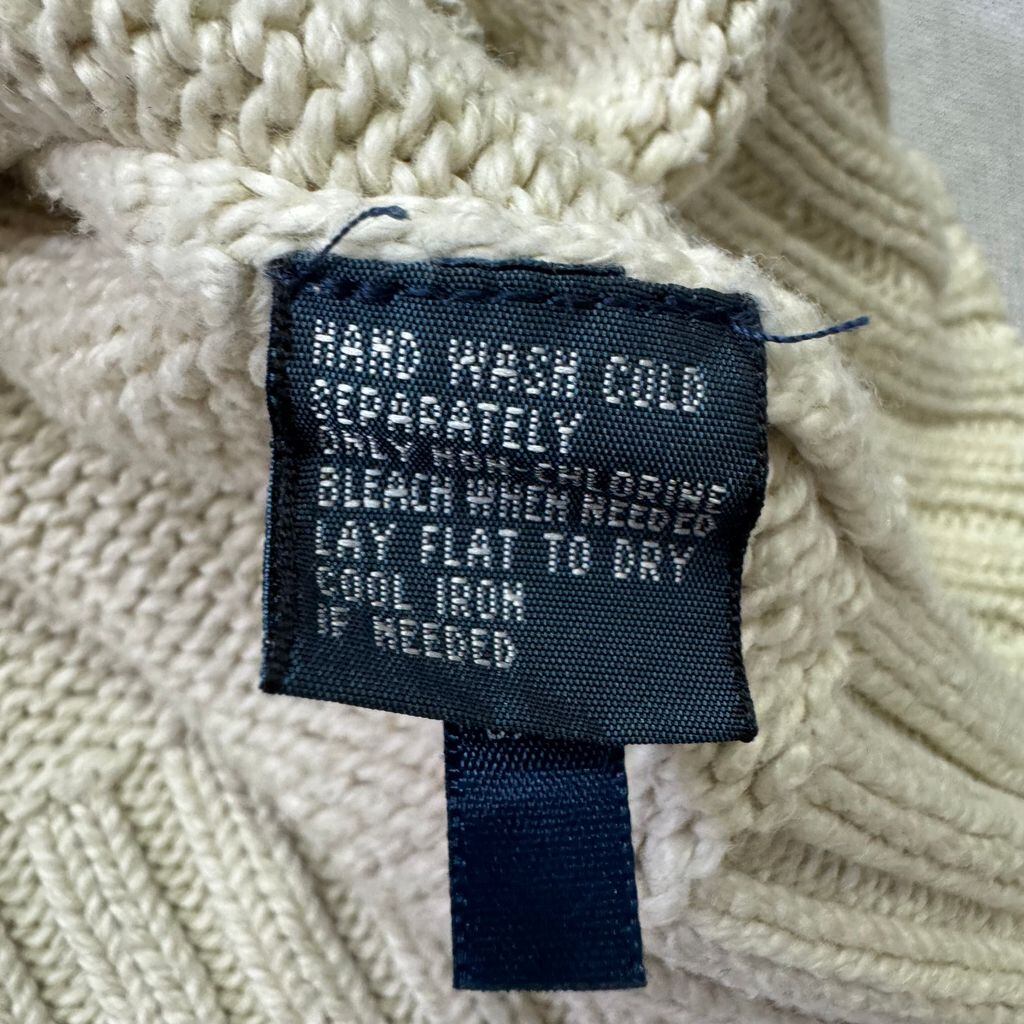 HAND WASH COLD
SEPARATELY
ONLY NON-CHLORINE
BLEACH WHEN NEEDED
LAY FLAT TO DRY
COOL IRON
IF NEEDED